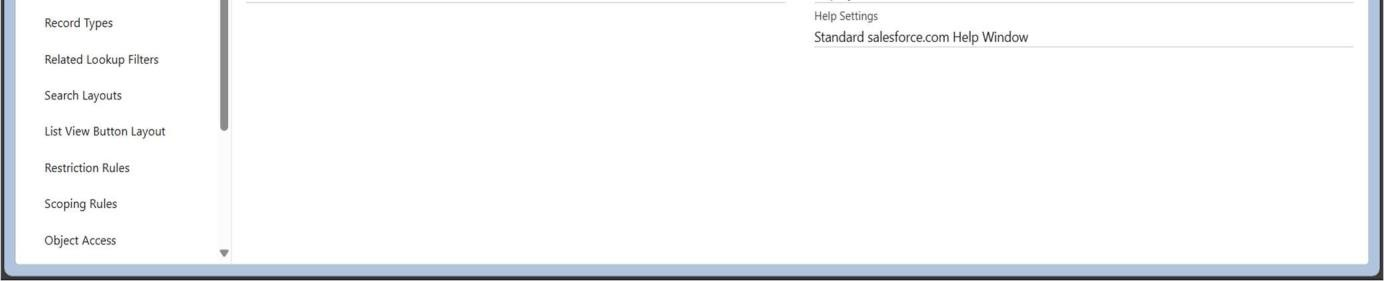 Record Types
Related Lookup Filters
Search Layouts
List View Button Layout
Restriction Rules
Scoping Rules
Object Access
Help Settings
Standard salesforce.com Help Window